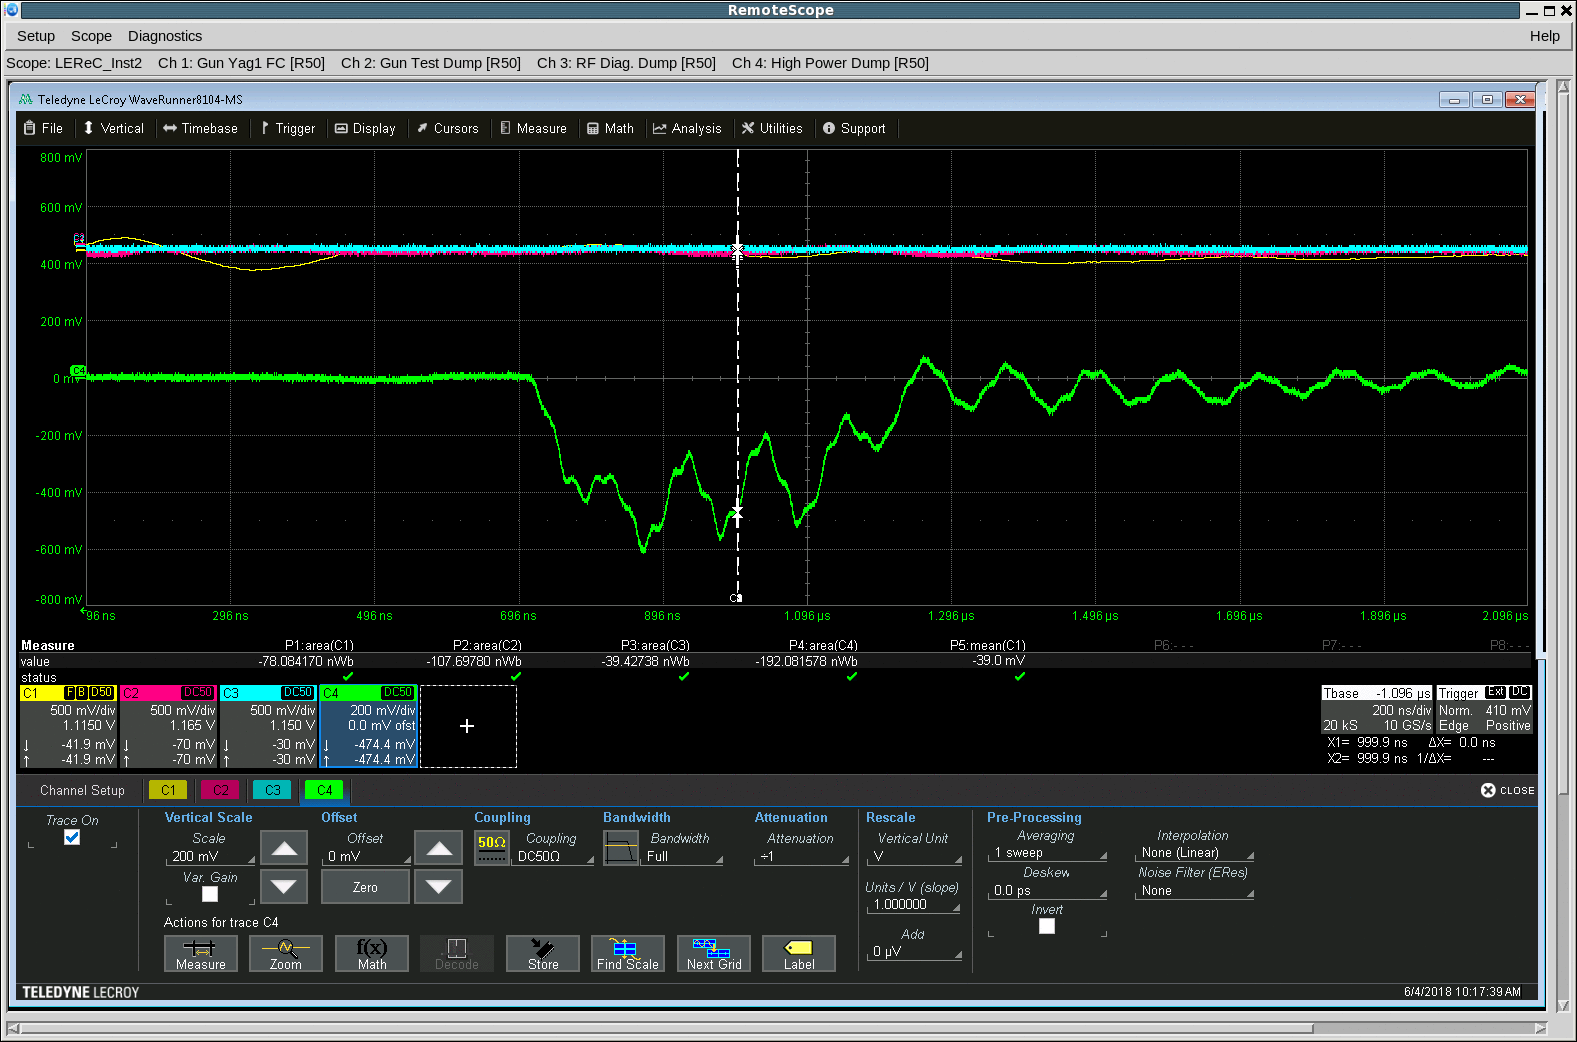 RemoteScope
Setup Scope Diagnostics Help
Scope: LEReC_Inst2 Ch 1: Gun Yag1 FC [R50] Ch 2: Gun Test Dump [R50] Ch 3: RF Diag. Dump [R50] Ch 4: High Power Dump [R50]
Teledyne LeCroy WaveRunner8104-MS
File Vertical Timebase Trigger Display Cursors Measure Math Analysis Utilities Support
800 mV
600 mV
400 mV
200 mV
C4
0 mV
-200 mV
-400 mV
-600 mV
-800 mV
96 ns 296 ns 496 ns 696 ns 896 ns 1.096 µs 1.296 µs 1.496 µs 1.696 µs 1.896 µs 2.096 µs
Measure P1:area(C1) P2:area(C2) P3:area(C3) P4:area(C4) P5:mean(C1) P6:- - - P7:- - - P8:- - -
value -78.084170 nWb -107.69780 nWb -39.42738 nWb -192.081578 nWb -39.0 mV
status
C1 F B D50 C2 DC50 C3 DC50 C4 DC50
500 mV/div 500 mV/div 500 mV/div 200 mV/div
1.1150 V 1.165 V 1.150 V 0.0 mV ofst
↓ -41.9 mV ↓ -70 mV ↓ -30 mV ↓ -474.4 mV
↑ -41.9 mV ↑ -70 mV ↑ -30 mV ↑ -474.4 mV
+
Tbase -1.096 µs Trigger Ext DC
200 ns/div Norm. 410 mV
20 kS 10 GS/s Edge Positive
X1= 999.9 ns ΔX= 0.0 ns
X2= 999.9 ns 1/ΔX= ---
Channel Setup C1 C2 C3 C4 CLOSE
Trace On
Vertical Scale Offset Coupling Bandwidth Attenuation Rescale Pre-Processing
Scale Offset Coupling Bandwidth Attenuation Vertical Unit Averaging Interpolation
200 mV 0 mV 50Ω DC50Ω Full ÷1 V 1 sweep None (Linear)
Var. Gain Zero Units / V (slope) Deskew Noise Filter (ERes)
1.000000 0.0 ps None
Invert
Actions for trace C4
Add
0 µV
Measure Zoom f(x) Math Decode Store Find Scale Next Grid Label
TELEDYNE LECROY 6/4/2018 10:17:39 AM